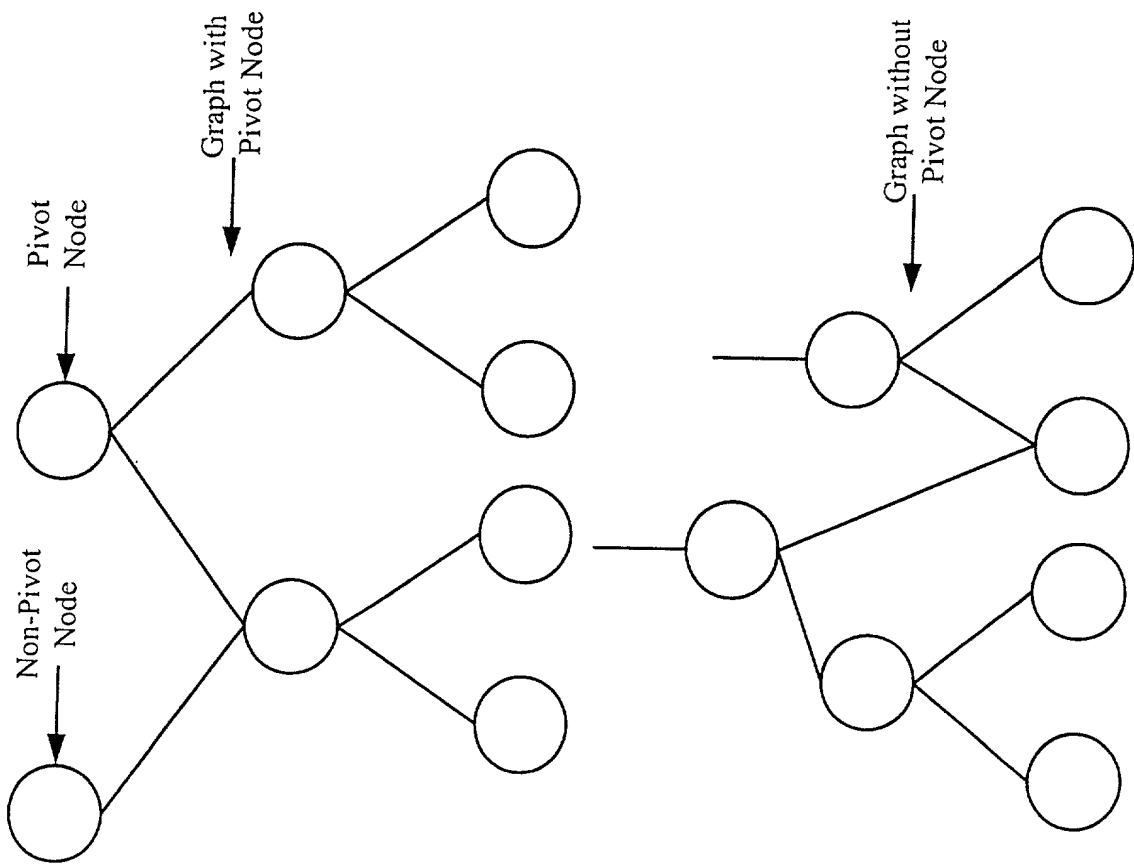 Non-Pivot
Node
Pivot
Node
Graph with
Pivot Node
Graph without
Pivot Node